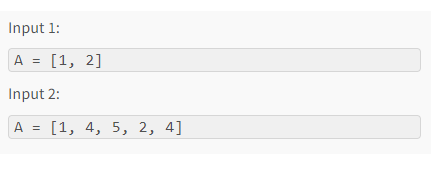 Input 1:
A = [1, 2]
Input 2:
A = [1, 4, 5, 2, 4]